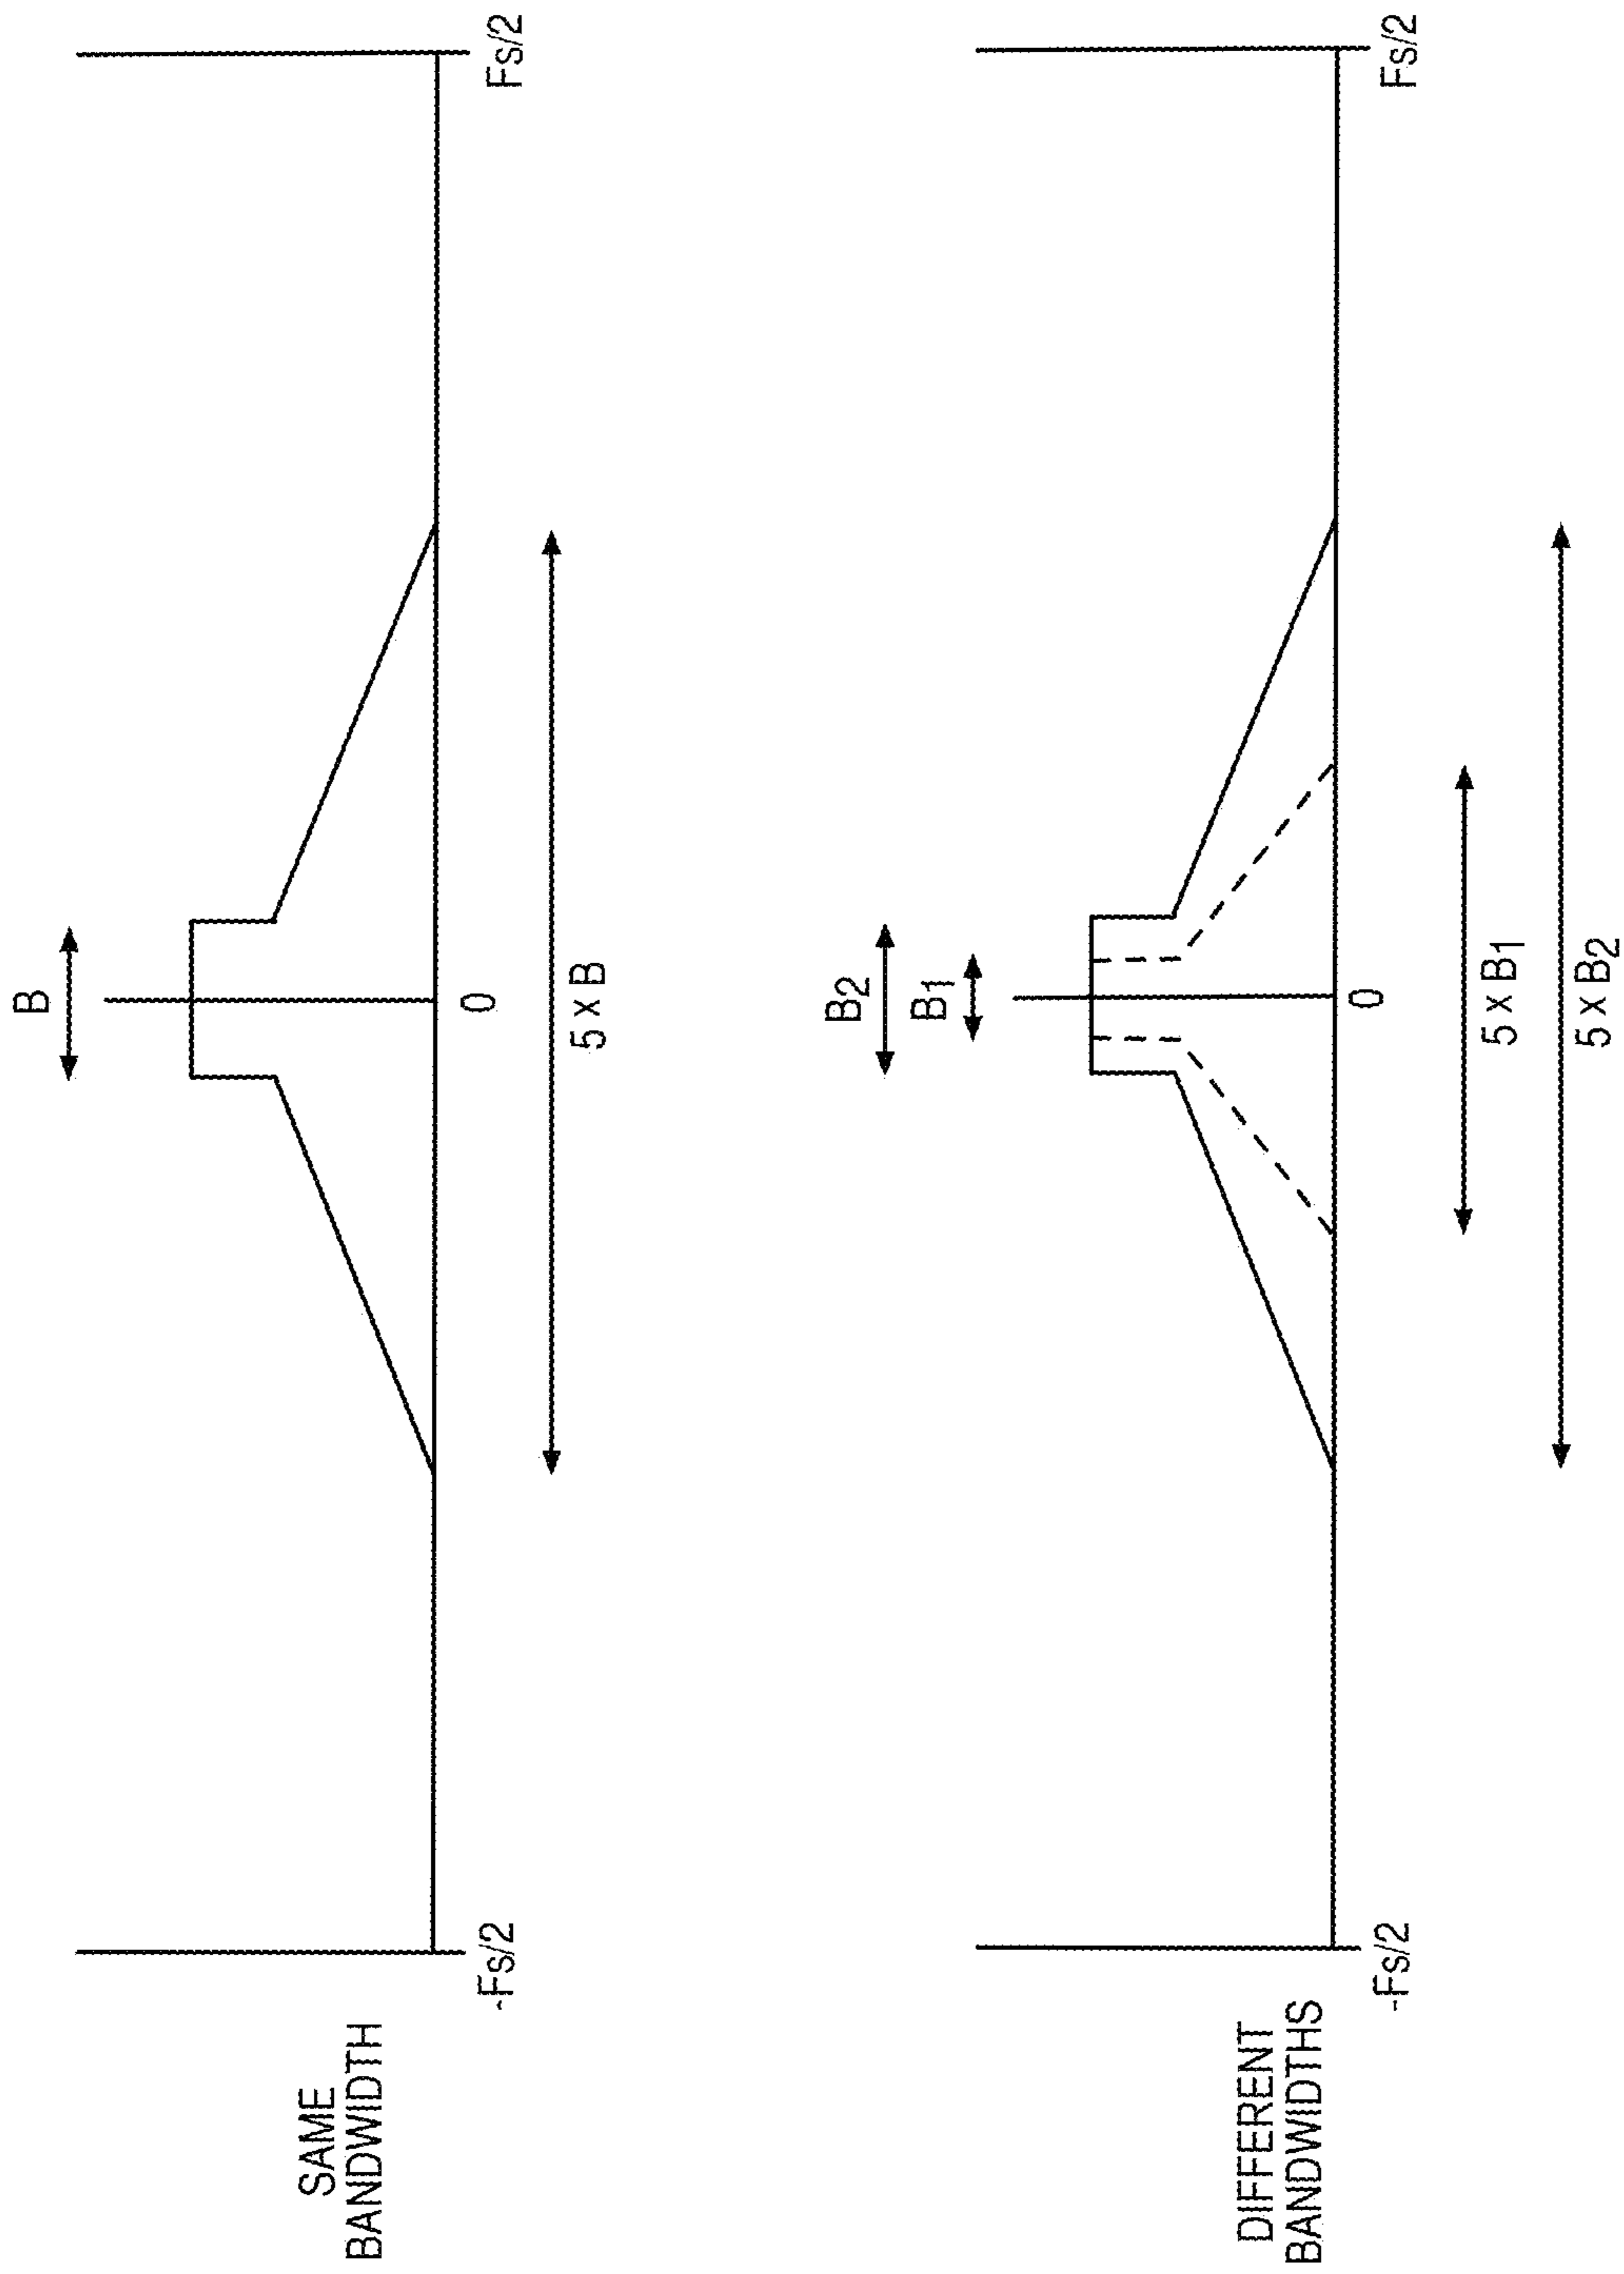 SAME
BANDWIDTH
B
-Fs/2
0
Fs/2
5 x B
DIFFERENT
BANDWIDTHS
B2
B1
-Fs/2
0
Fs/2
5 x B1
5 x B2